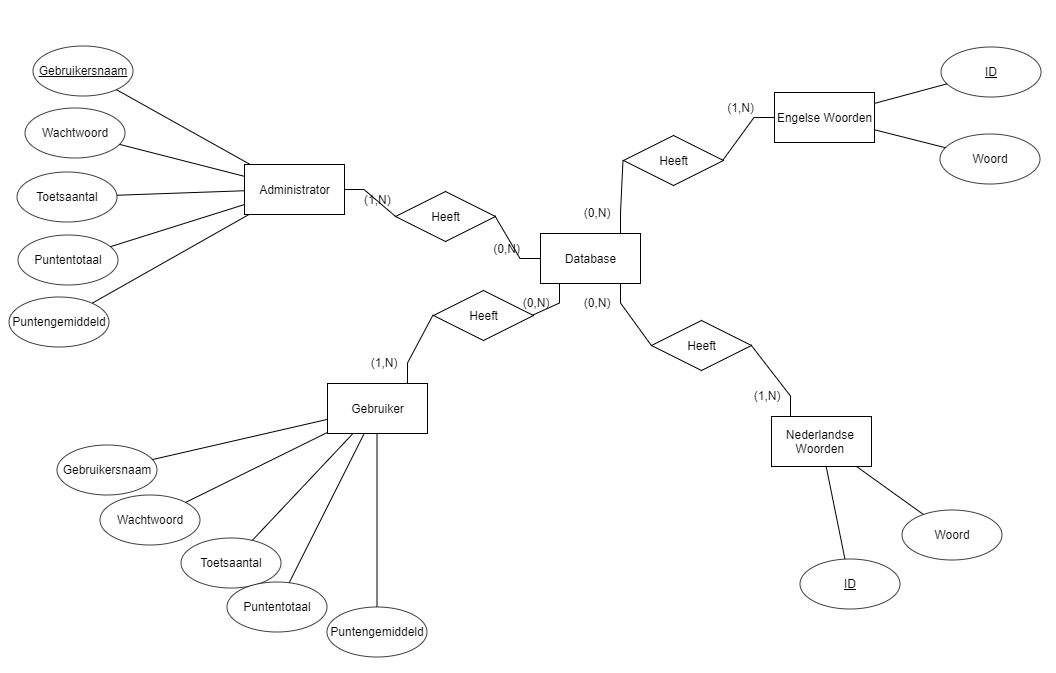 Gebruikersnaam
Wachtwoord
Toetsaantal
Puntentotaal
Puntengemiddeld
Administrator
(1,N)
Heeft
(0,N)
Database
(0,N)
Heeft
(1,N)
Engelse Woorden
ID
Woord
(0,N)
Heeft
(1,N)
Gebruiker
Gebruikersnaam
Wachtwoord
Toetsaantal
Puntentotaal
Puntengemiddeld
(0,N)
Heeft
(1,N)
Nederlandse
Woorden
Woord
ID